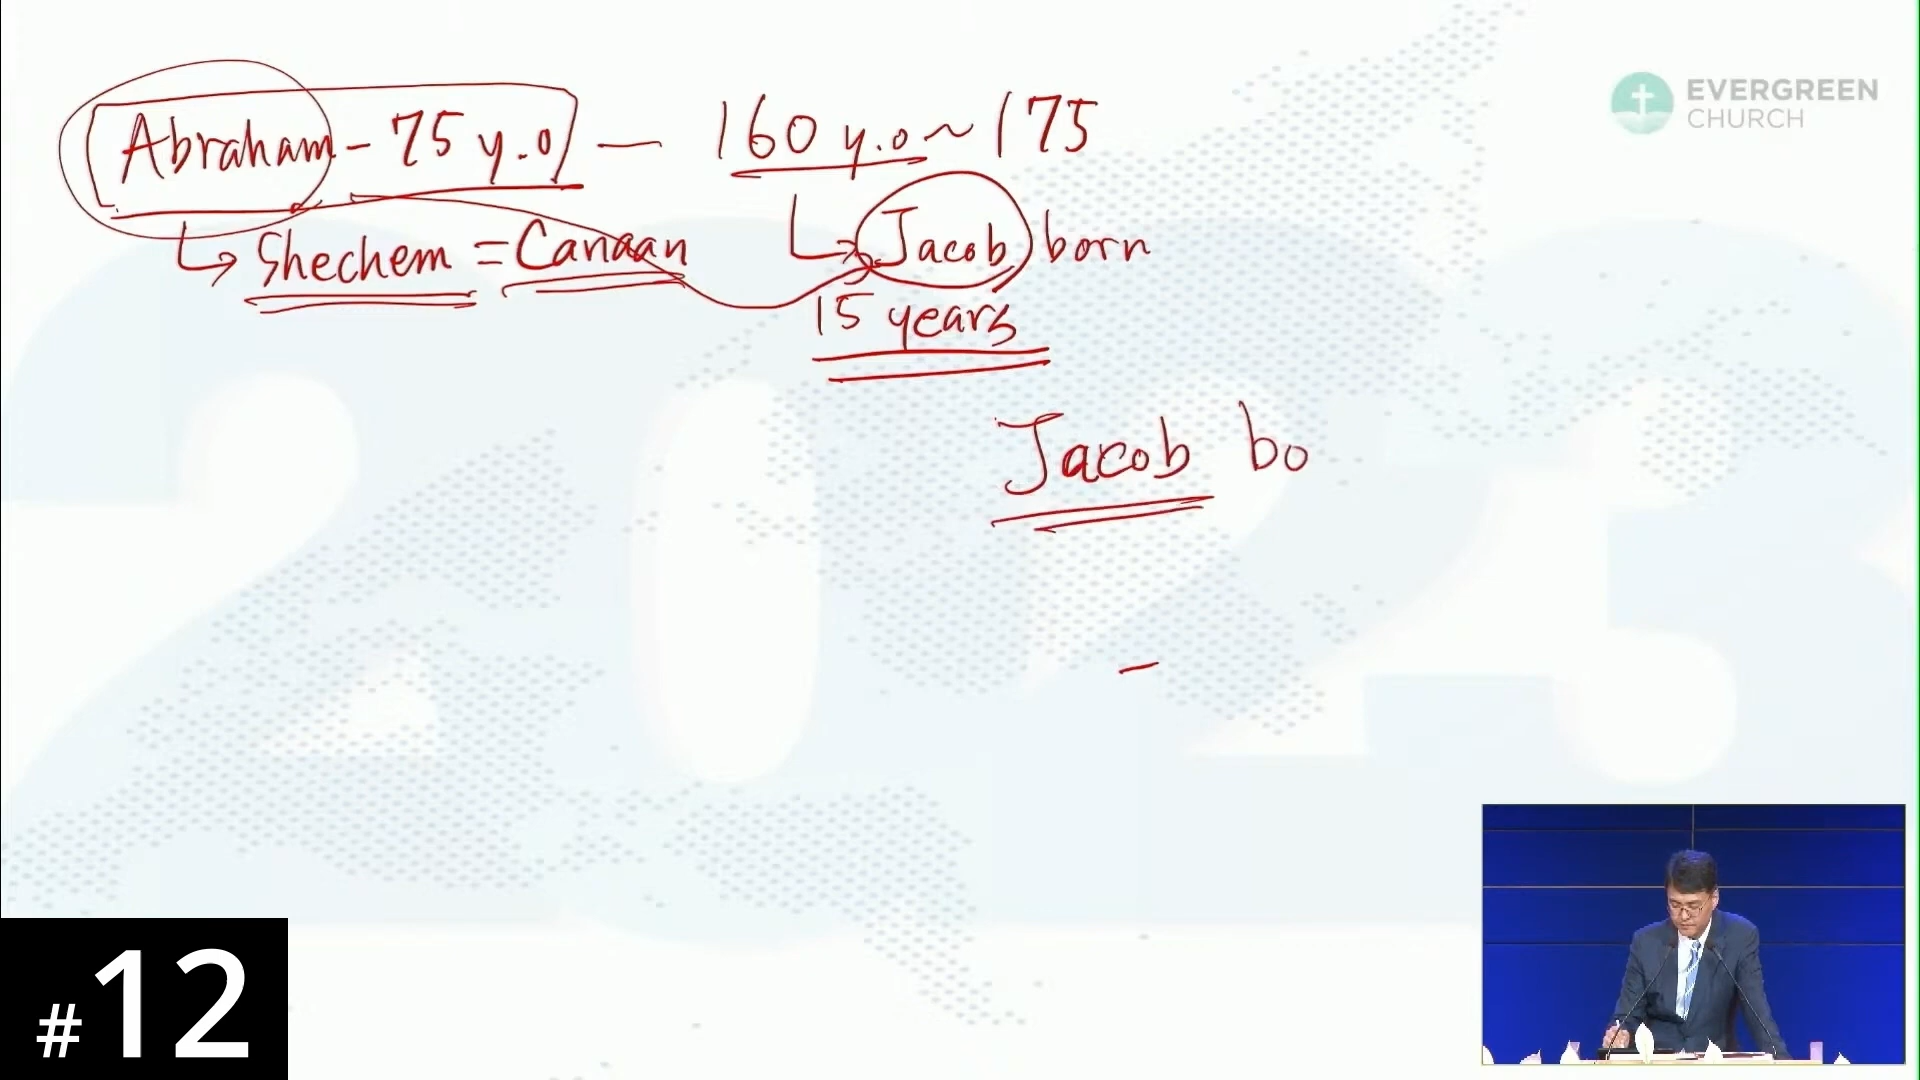 EVERGREEN
CHURCH
Abraham - 75 y.o — 160 y.o ~ 175
↳ Shechem = Canaan ↳ Jacob born
15 years
Jacob bo
–
#12